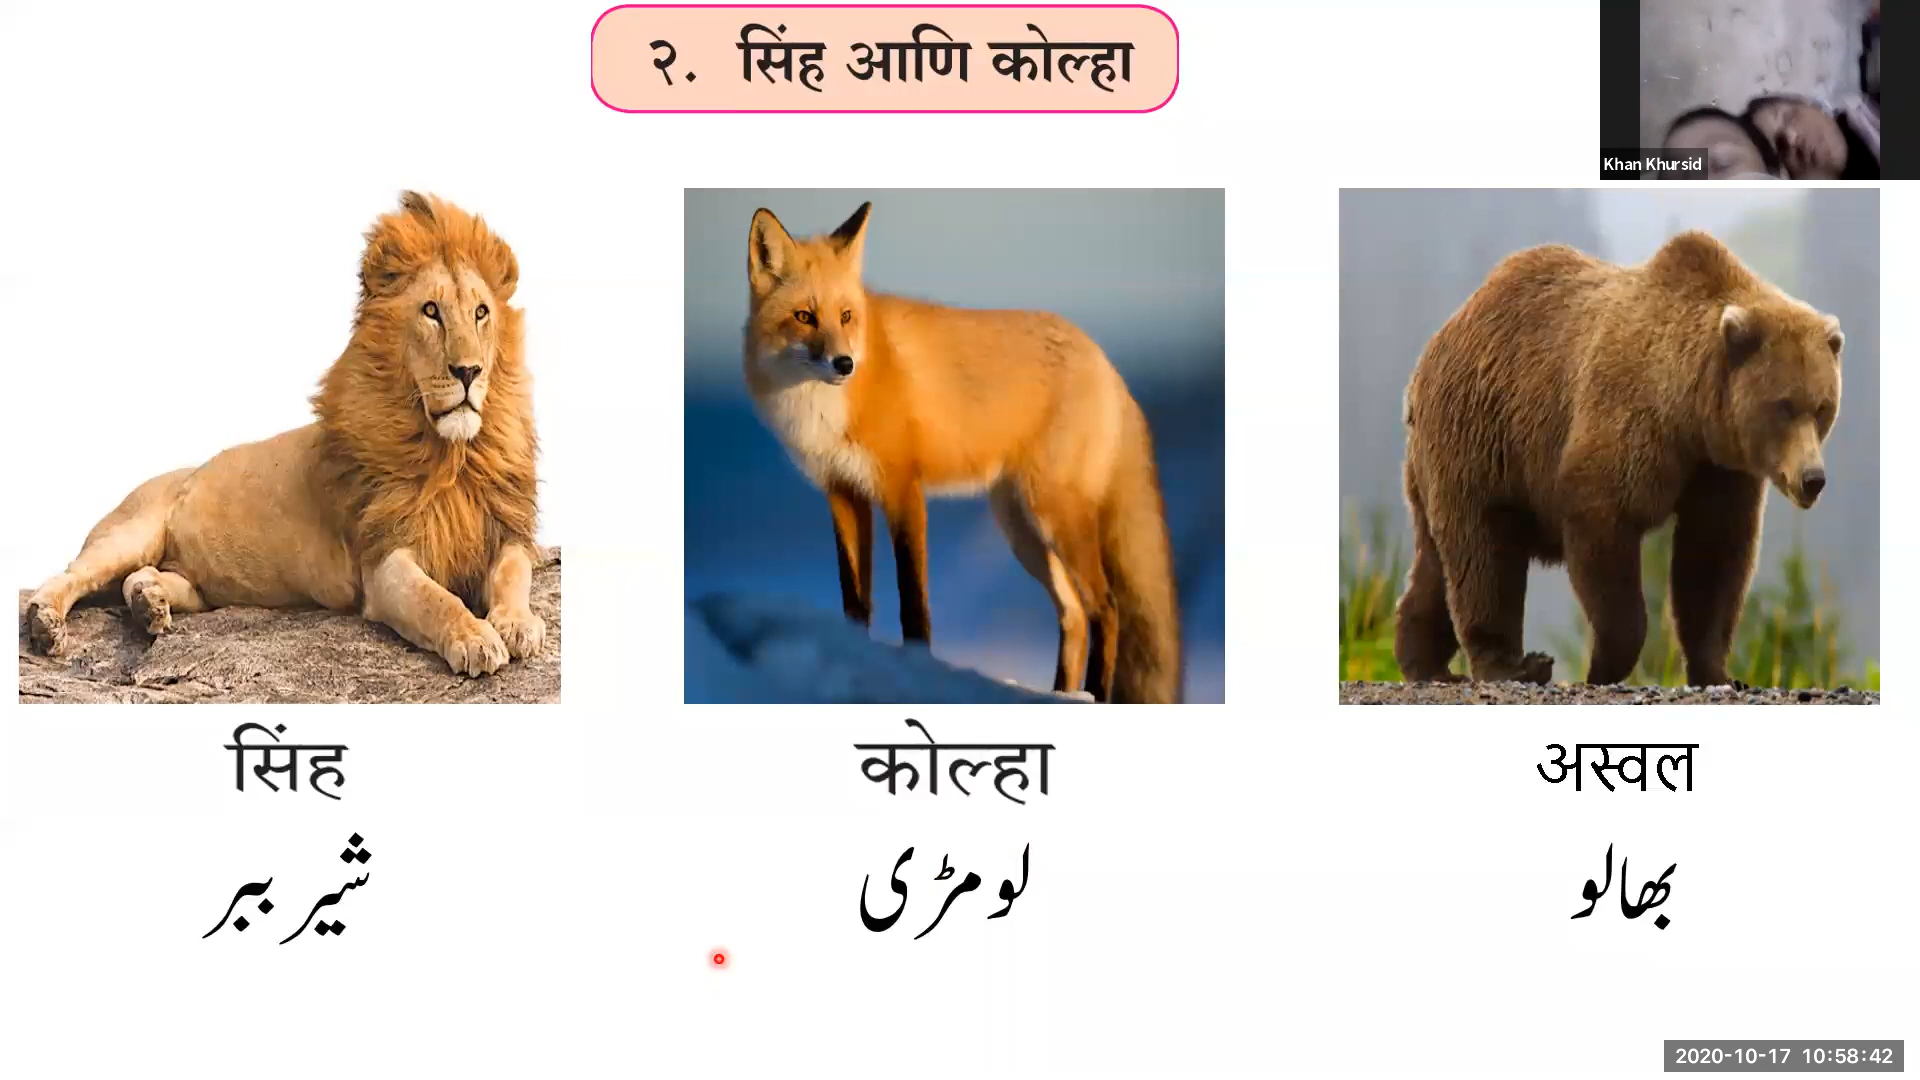 २. सिंह आणि कोल्हा
Khan Khursid
सिंह
कोल्हा
अस्वल
شیر ببر
لومڑی
بھالو
2020-10-17 10:58:42